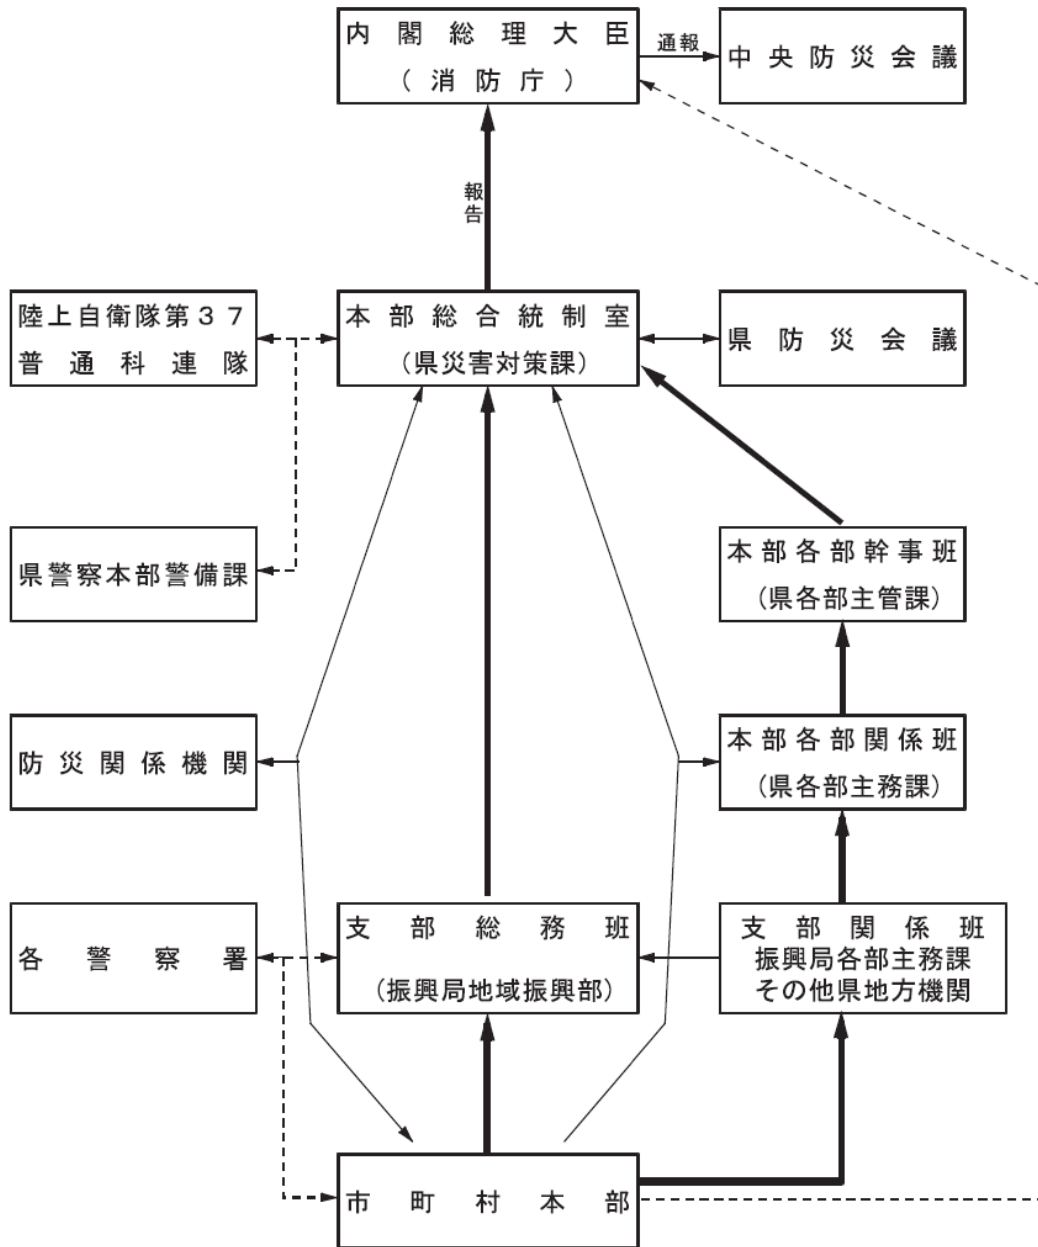 内閣総理大臣
（消防庁）
通報
中央防災会議
報告
陸上自衛隊第３７
普通科連隊
本部総合統制室
（県災害対策課）
県防災会議
県警察本部警備課
本部各部幹事班
（県各部主管課）
防災関係機関
本部各部関係班
（県各部主務課）
各警察署
支部総務班
（振興局地域振興部）
支部関係班
振興局各部主務課
その他県地方機関
市町村本部